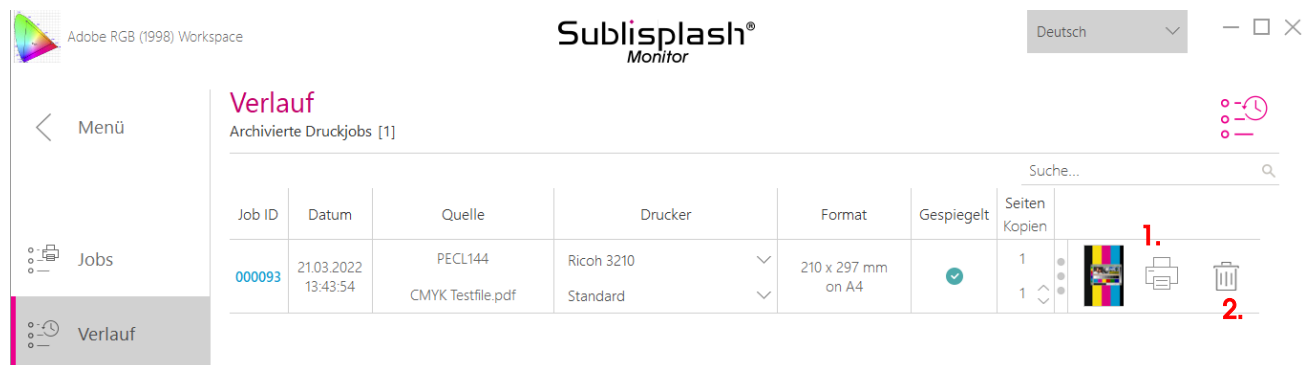 Adobe RGB (1998) Workspace
Sublisplash®
Monitor
Deutsch
Menü
Verlauf
Archivierte Druckjobs [1]
Suche...
Job ID Datum Quelle Drucker Format Gespiegelt Seiten
Kopien
1.
Jobs
000093
21.03.2022
13:43:54
PECL144
CMYK Testfile.pdf
Ricoh 3210
Standard
210 x 297 mm
on A4
1
1
2.
Verlauf